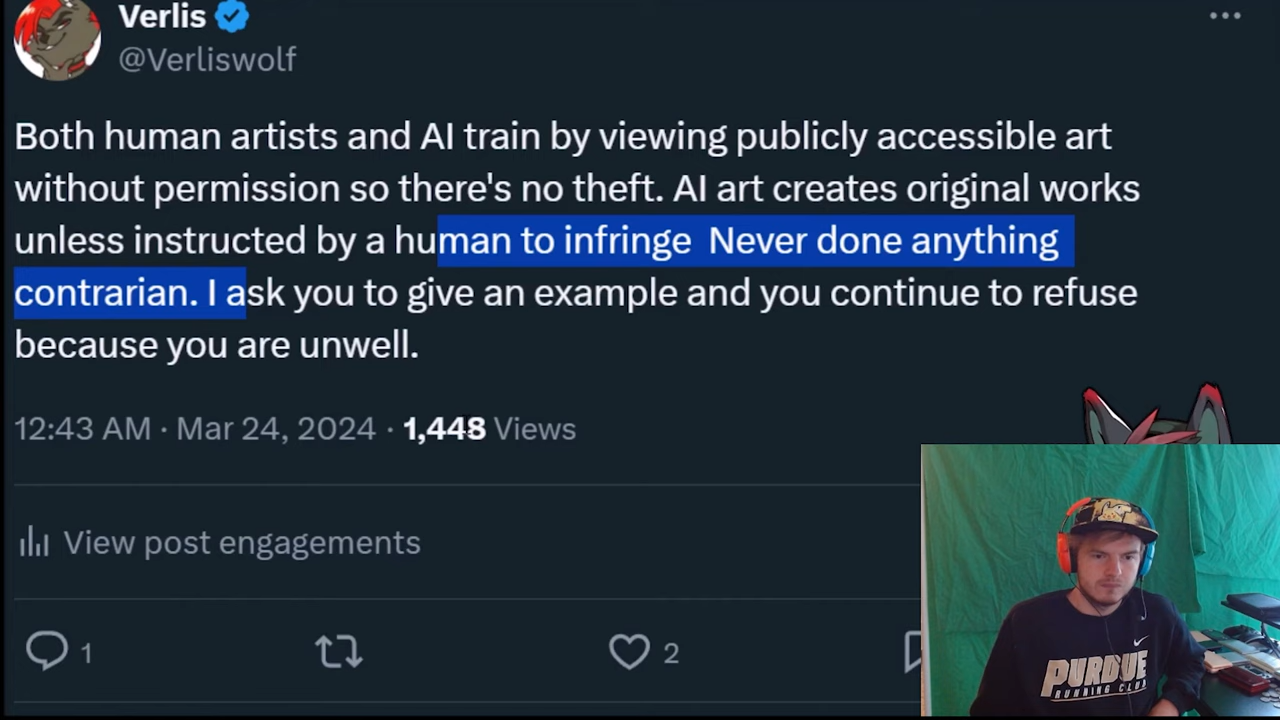 Verlis
@Verliswolf
Both human artists and AI train by viewing publicly accessible art
without permission so there's no theft. AI art creates original works
unless instructed by a human to infringe  Never done anything
contrarian. I ask you to give an example and you continue to refuse
because you are unwell.
12:43 AM · Mar 24, 2024 · 1,448 Views
View post engagements
1 2
PURDUE
RUNNING CLUB